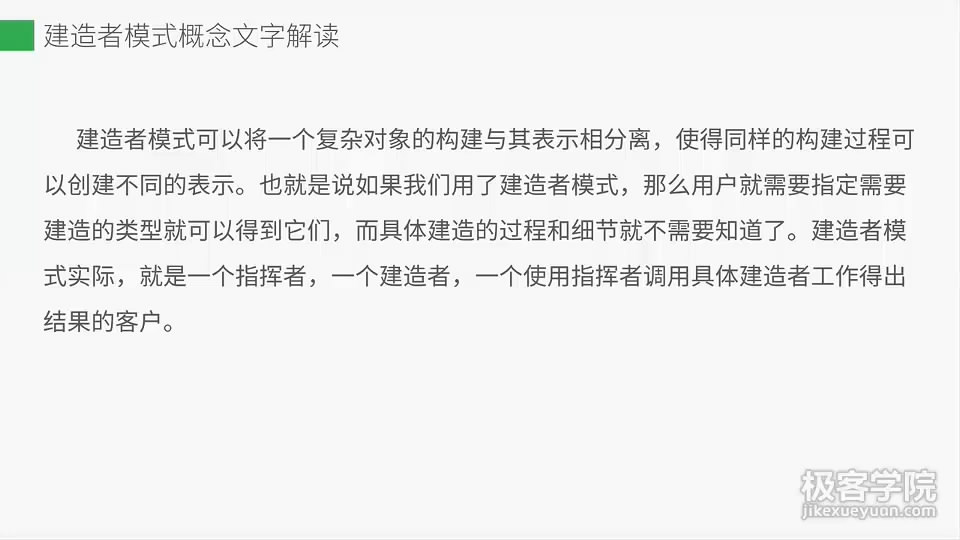 建造者模式概念文字解读
建造者模式可以将一个复杂对象的构建与其表示相分离，使得同样的构建过程可
以创建不同的表示。也就是说如果我们用了建造者模式，那么用户就需要指定需要
建造的类型就可以得到它们，而具体建造的过程和细节就不需要知道了。建造者模
式实际，就是一个指挥者，一个建造者，一个使用指挥者调用具体建造者工作得出
结果的客户。
极客学院
jikexueyuan.com